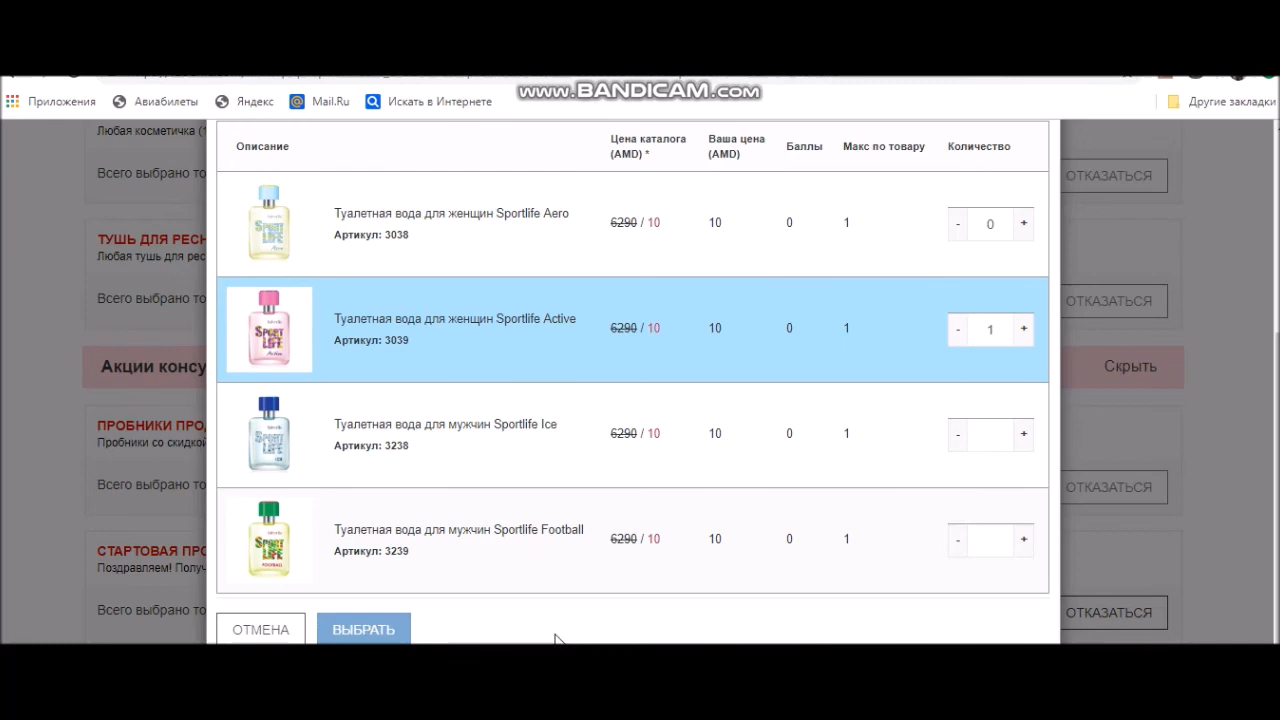 www.BANDICAM.com
Приложения Авиабилеты Яндекс Mail.Ru Искать в Интернете Другие закладки
Любая косметичка (1
Всего выбрано то
ОТКАЗАТЬСЯ
ТУШЬ ДЛЯ РЕСН
Любая тушь для рес
Всего выбрано то
ОТКАЗАТЬСЯ
Акции консу
Скрыть
ПРОБНИКИ ПРО
Пробники со скидкой
Всего выбрано то
ОТКАЗАТЬСЯ
СТАРТОВАЯ ПРО
Поздравляем! Получ
Всего выбрано то
ОТКАЗАТЬСЯ
Описание Цена каталога (AMD) * Ваша цена (AMD) Баллы Макс по товару Количество
Туалетная вода для женщин Sportlife Aero
Артикул: 3038
6290 / 10 10 0 1 - 0 +
Туалетная вода для женщин Sportlife Active
Артикул: 3039
6290 / 10 10 0 1 - 1 +
Туалетная вода для мужчин Sportlife Ice
Артикул: 3238
6290 / 10 10 0 1 - +
Туалетная вода для мужчин Sportlife Football
Артикул: 3239
6290 / 10 10 0 1 - +
ОТМЕНА ВЫБРАТЬ